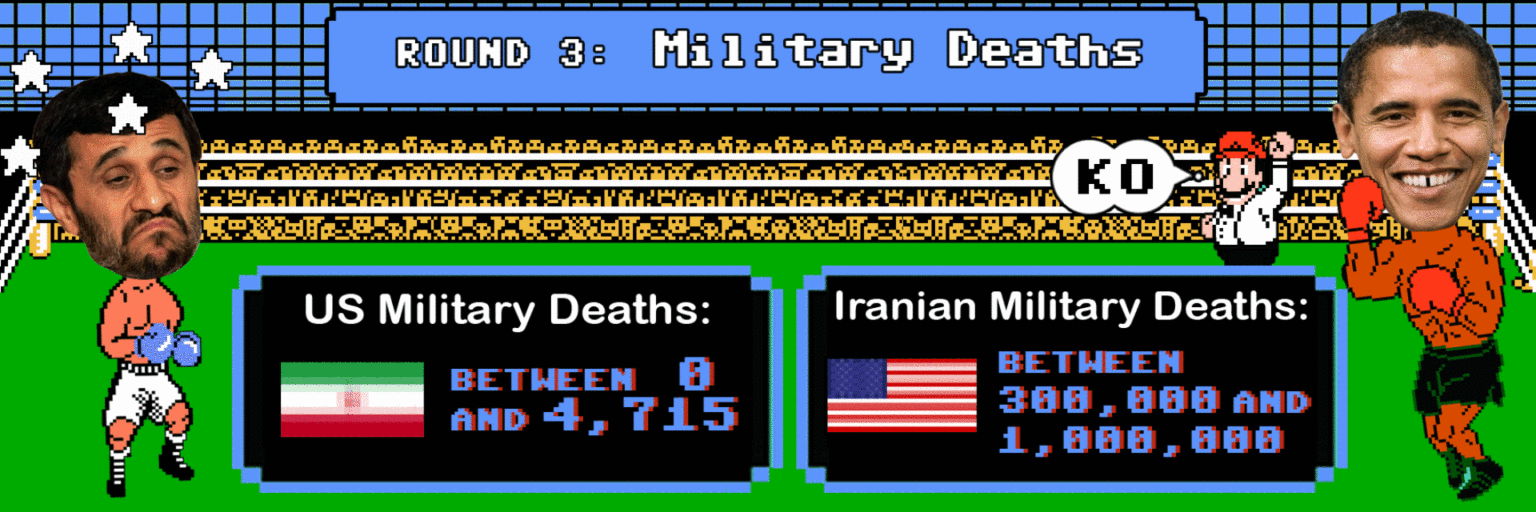 ROUND 3: Military Deaths
KO
US Military Deaths:
BETWEEN 0
AND 4,715
Iranian Military Deaths:
BETWEEN
300,000 AND
1,000,000